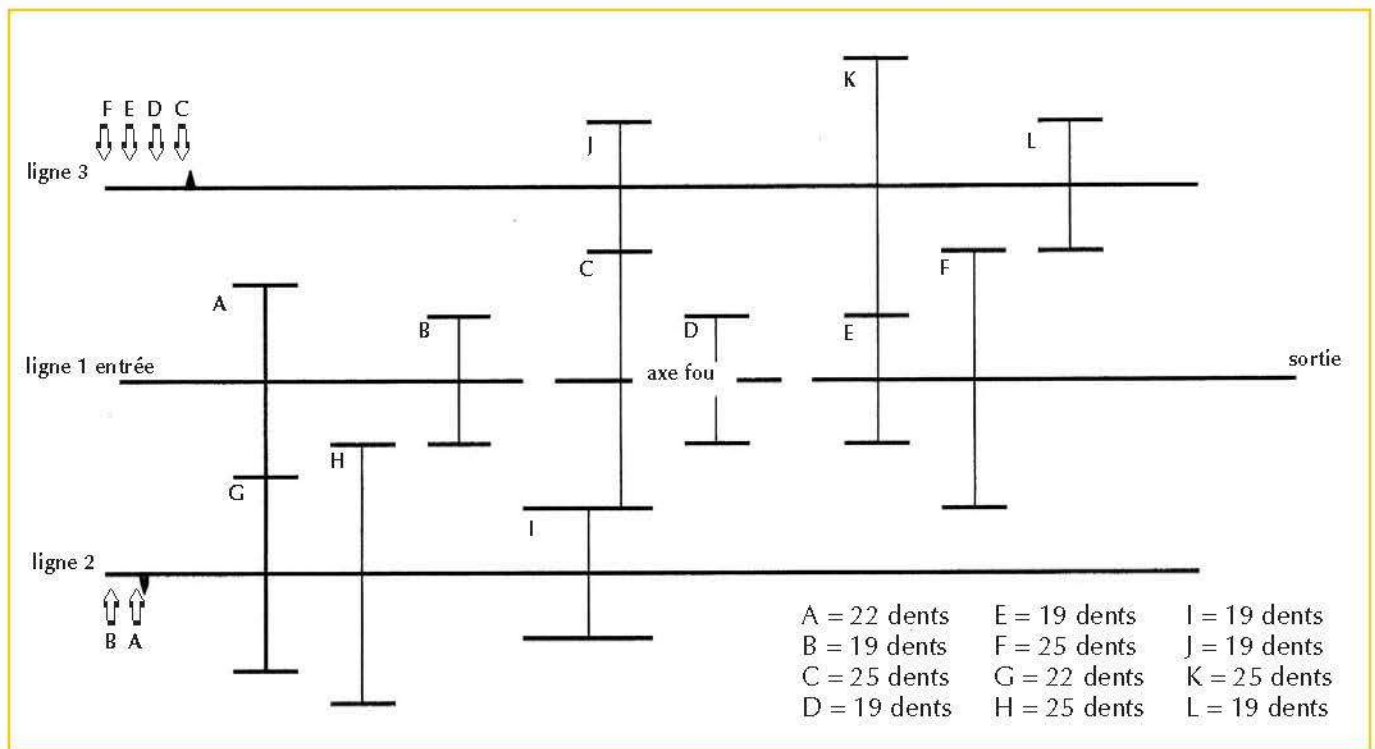 K
F E D C
J
L
ligne 3
C
F
A
B
D
E
ligne 1 entrée
axe fou
sortie
H
G
I
ligne 2
B A
A = 22 dents E = 19 dents I = 19 dents
B = 19 dents F = 25 dents J = 19 dents
C = 25 dents G = 22 dents K = 25 dents
D = 19 dents H = 25 dents L = 19 dents